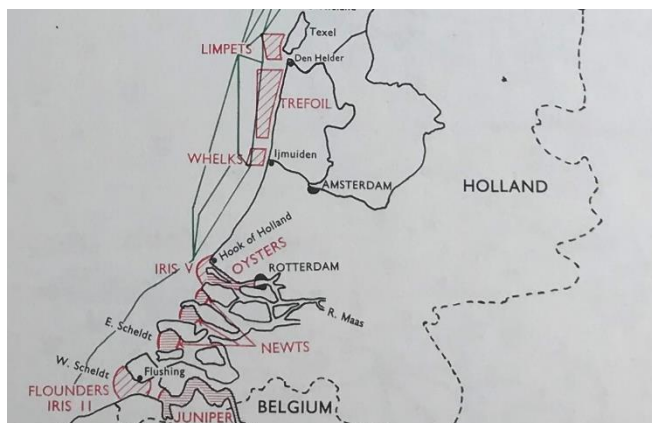 Texel
LIMPETS
Den Helder
TREFOIL
WHELKS
Ijmuiden
AMSTERDAM
HOLLAND
Hook of Holland
IRIS V
OYSTERS
ROTTERDAM
R. Maas
E. Scheldt
NEWTS
W. Scheldt
Flushing
FLOUNDERS
IRIS II
BELGIUM
JUNIPER